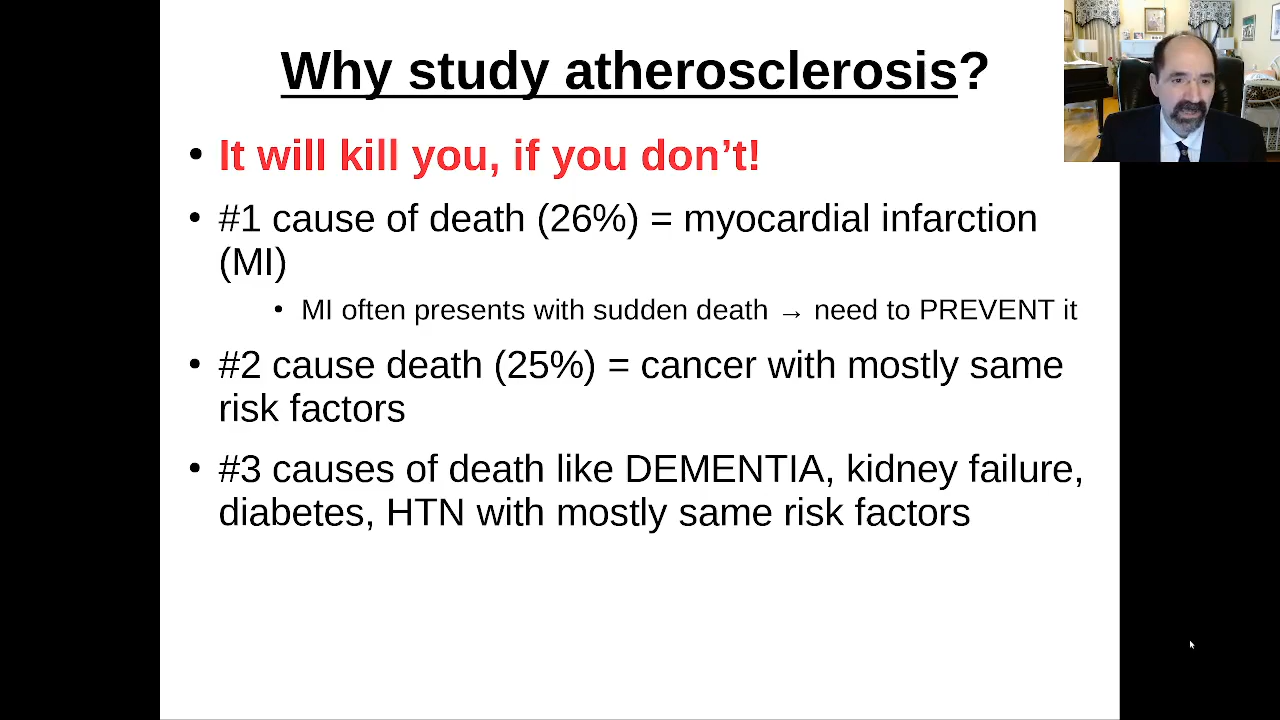 Why study atherosclerosis?
• It will kill you, if you don’t!
• #1 cause of death (26%) = myocardial infarction
(MI)
• MI often presents with sudden death → need to PREVENT it
• #2 cause death (25%) = cancer with mostly same
risk factors
• #3 causes of death like DEMENTIA, kidney failure,
diabetes, HTN with mostly same risk factors